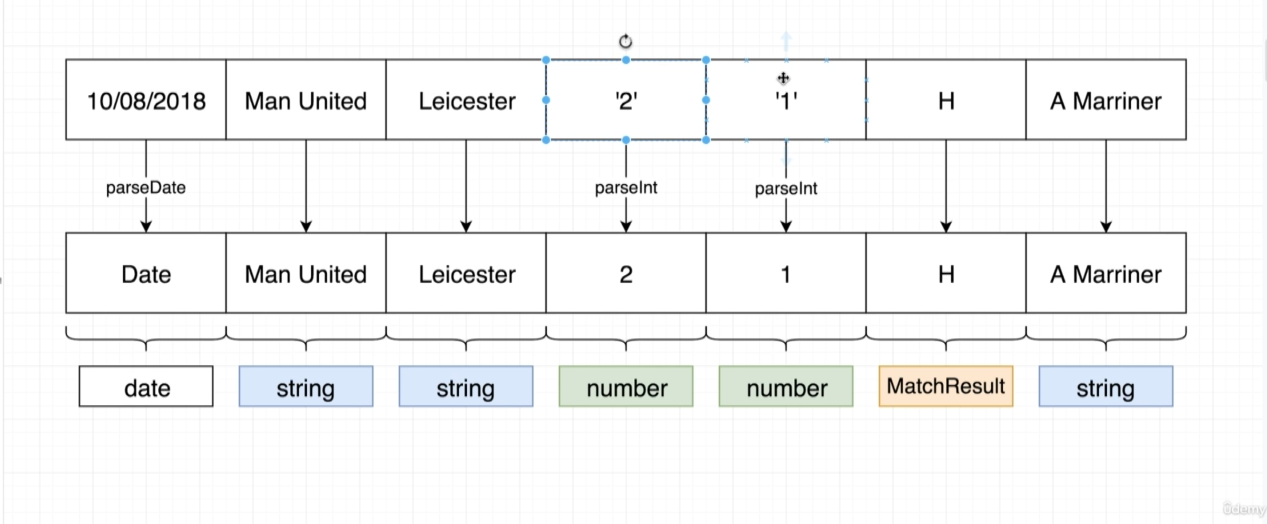 10/08/2018 Man United Leicester '2' '1' H A Marriner
parseDate parseInt parseInt
Date Man United Leicester 2 1 H A Marriner
date string string number number MatchResult string
ûdemy